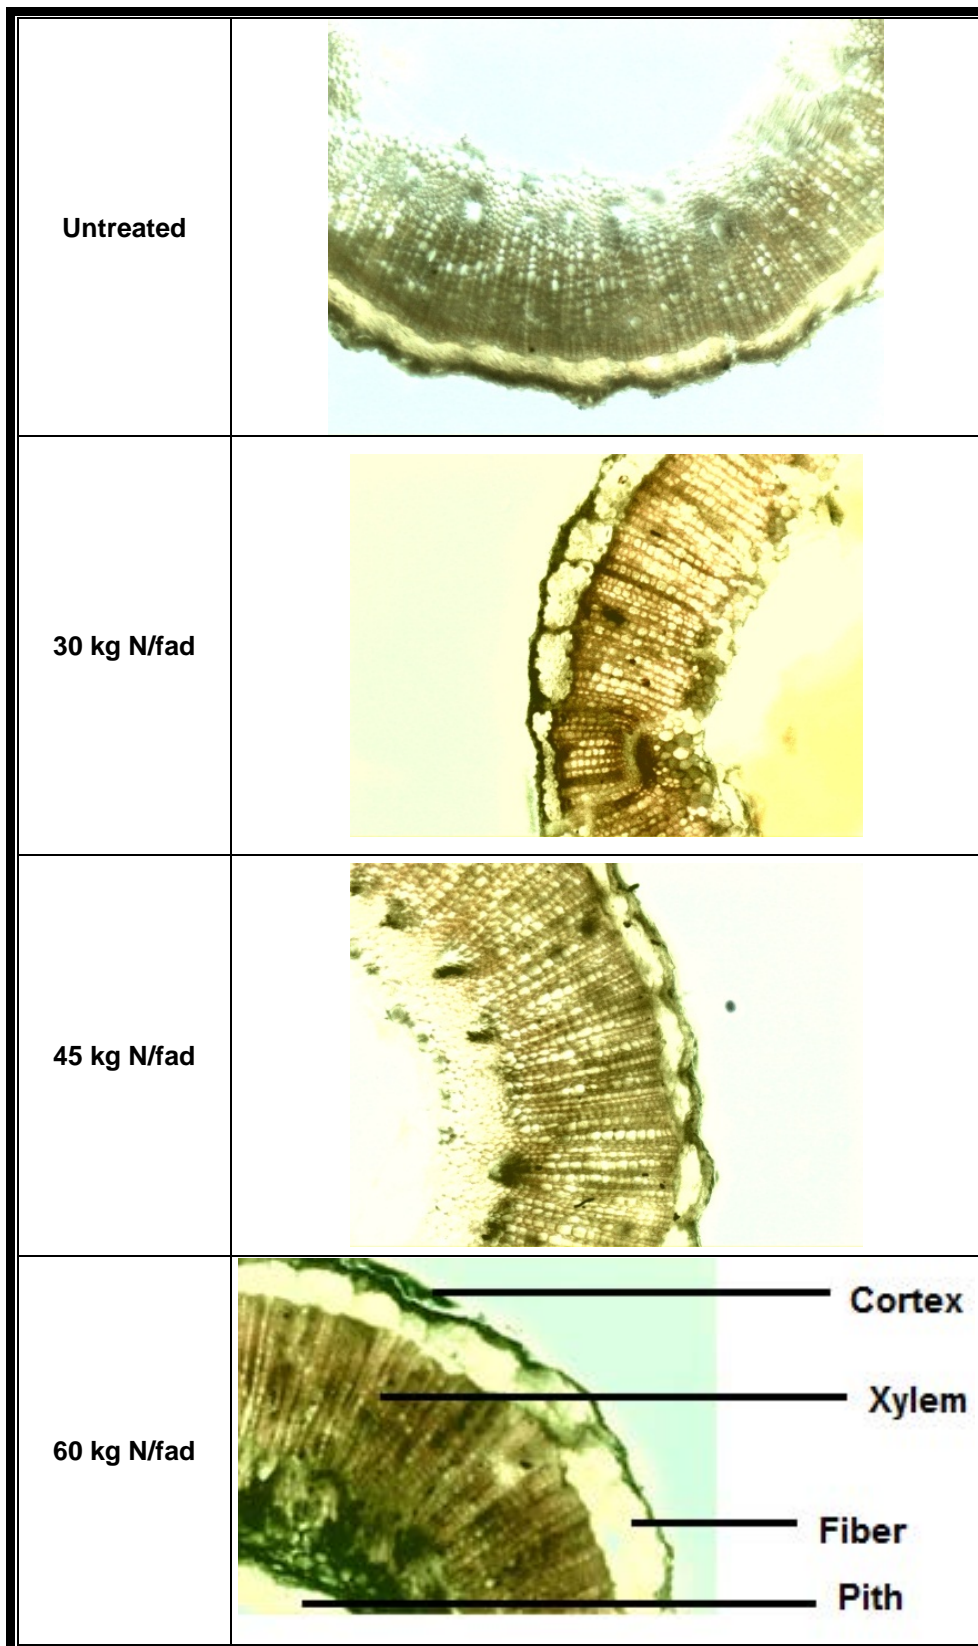 Untreated
30 kg N/fad
45 kg N/fad
60 kg N/fad
Cortex
Xylem
Fiber
Pith